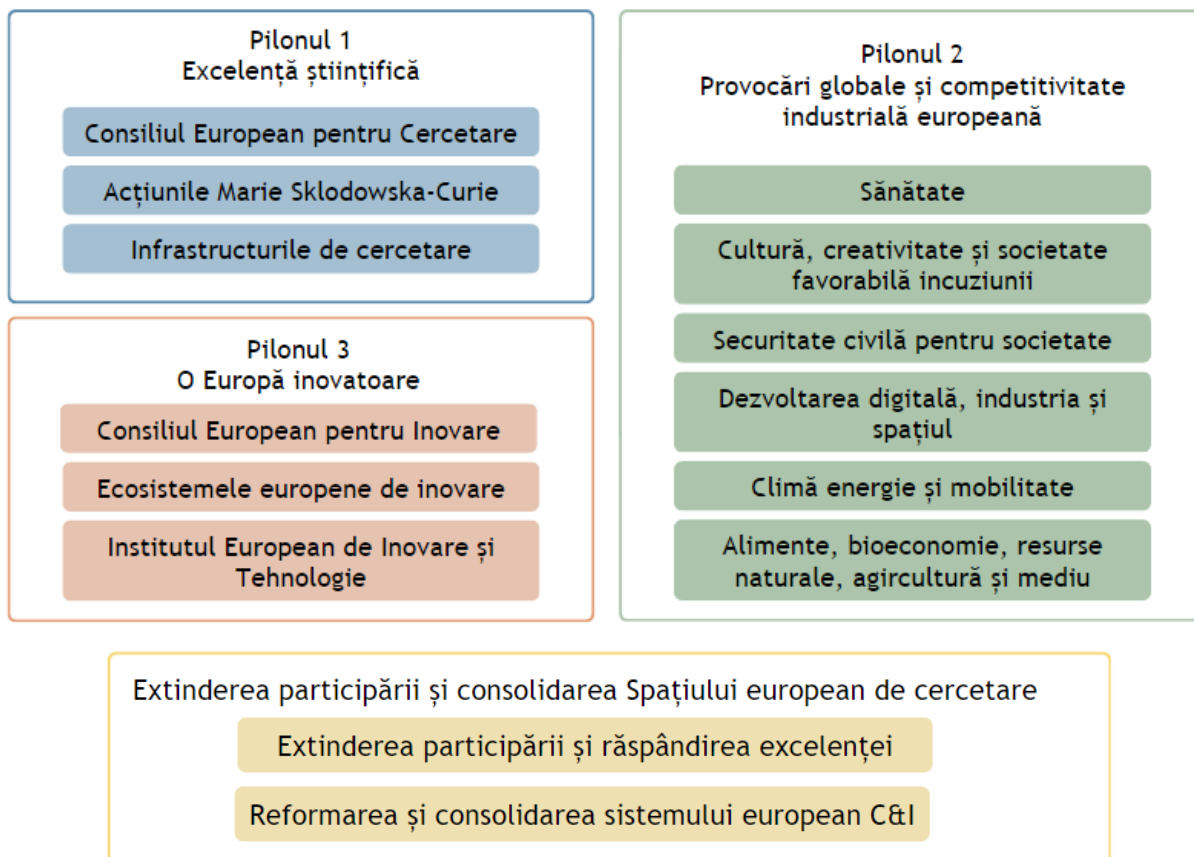 Pilonul 1
Excelență științifică
Consiliul European pentru Cercetare
Acțiunile Marie Sklodowska-Curie
Infrastructurile de cercetare
Pilonul 2
Provocări globale și competitivitate
industrială europeană
Sănătate
Cultură, creativitate și societate
favorabilă incuziunii
Securitate civilă pentru societate
Dezvoltarea digitală, industria și
spațiul
Climă energie și mobilitate
Alimente, bioeconomie, resurse
naturale, agircultură și mediu
Pilonul 3
O Europă inovatoare
Consiliul European pentru Inovare
Ecosistemele europene de inovare
Institutul European de Inovare și
Tehnologie
Extinderea participării și consolidarea Spațiului european de cercetare
Extinderea participării și răspândirea excelenței
Reformarea și consolidarea sistemului european C&I